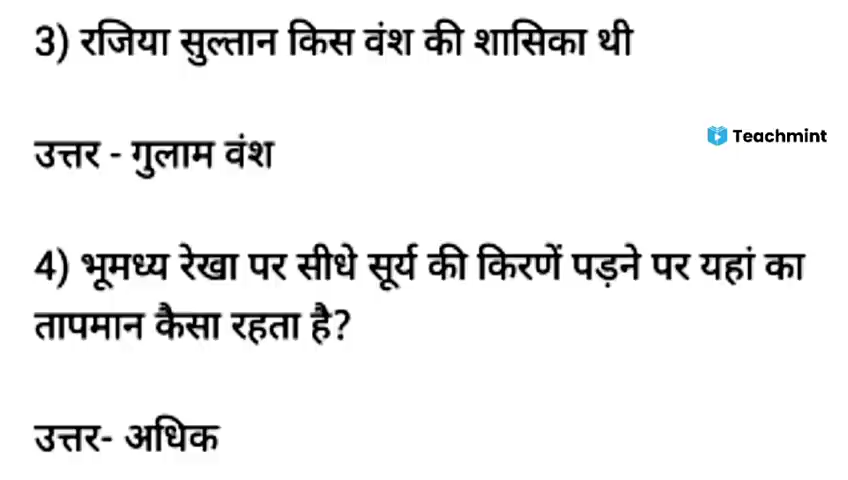 3) रजिया सुल्तान किस वंश की शासिका थी
Teachmint
उत्तर - गुलाम वंश
4) भूमध्य रेखा पर सीधे सूर्य की किरणें पड़ने पर यहां का
तापमान कैसा रहता है?
उत्तर- अधिक